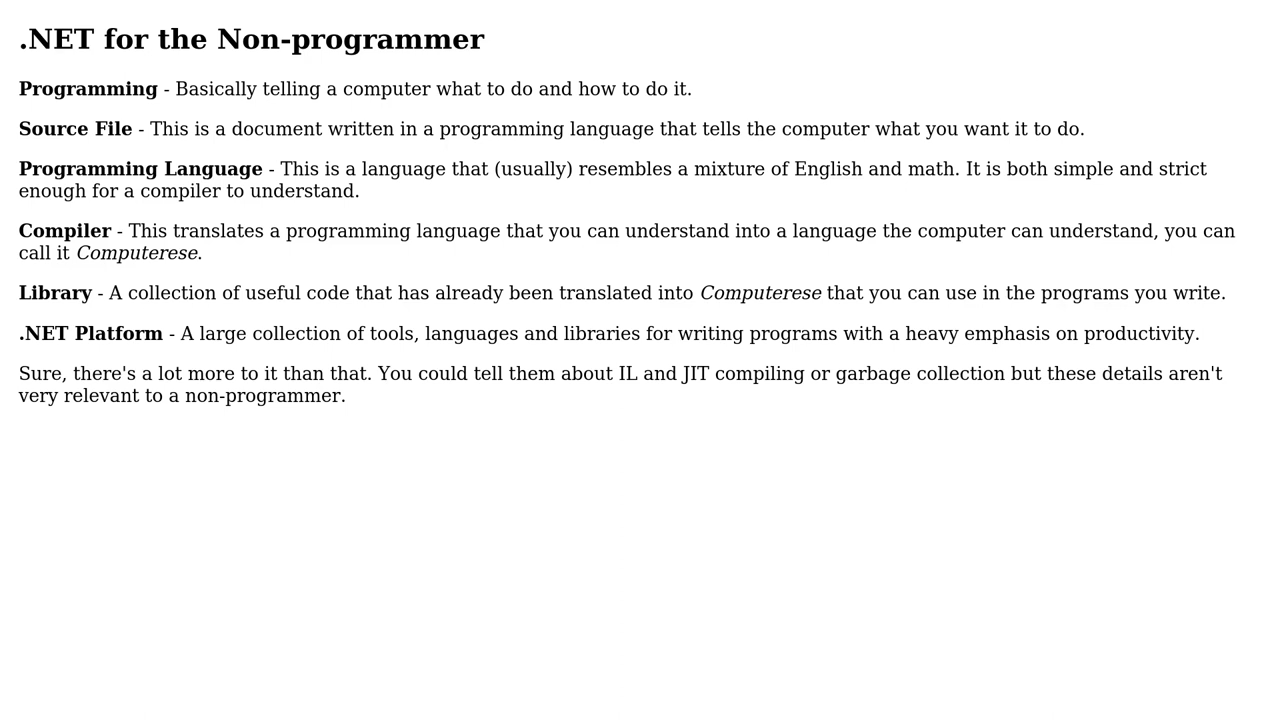 .NET for the Non-programmer
Programming - Basically telling a computer what to do and how to do it.
Source File - This is a document written in a programming language that tells the computer what you want it to do.
Programming Language - This is a language that (usually) resembles a mixture of English and math. It is both simple and strict
enough for a compiler to understand.
Compiler - This translates a programming language that you can understand into a language the computer can understand, you can
call it Computerese.
Library - A collection of useful code that has already been translated into Computerese that you can use in the programs you write.
.NET Platform - A large collection of tools, languages and libraries for writing programs with a heavy emphasis on productivity.
Sure, there's a lot more to it than that. You could tell them about IL and JIT compiling or garbage collection but these details aren't
very relevant to a non-programmer.